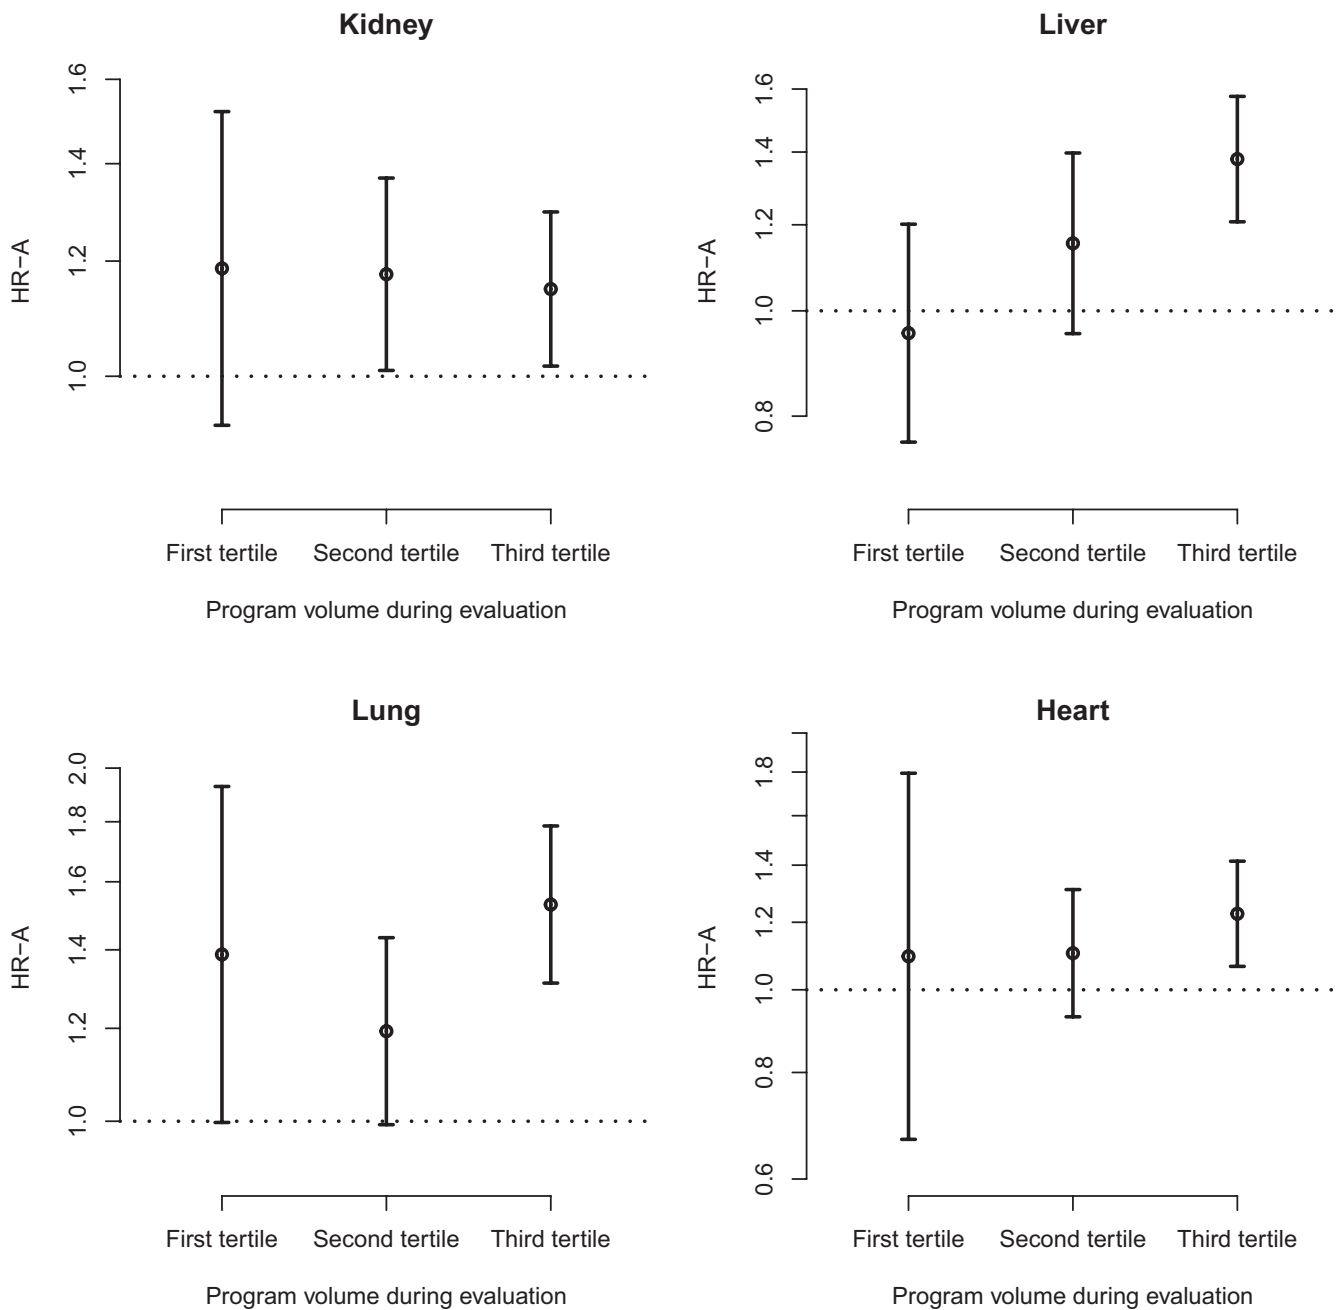 Kidney
1.6
1.4
1.2
1.0
HR−A
First tertile Second tertile Third tertile
Program volume during evaluation
Liver
1.6
1.4
1.2
1.0
0.8
HR−A
First tertile Second tertile Third tertile
Program volume during evaluation
Lung
2.0
1.8
1.6
1.4
1.2
1.0
HR−A
First tertile Second tertile Third tertile
Program volume during evaluation
Heart
1.8
1.4
1.2
1.0
0.8
0.6
HR−A
First tertile Second tertile Third tertile
Program volume during evaluation